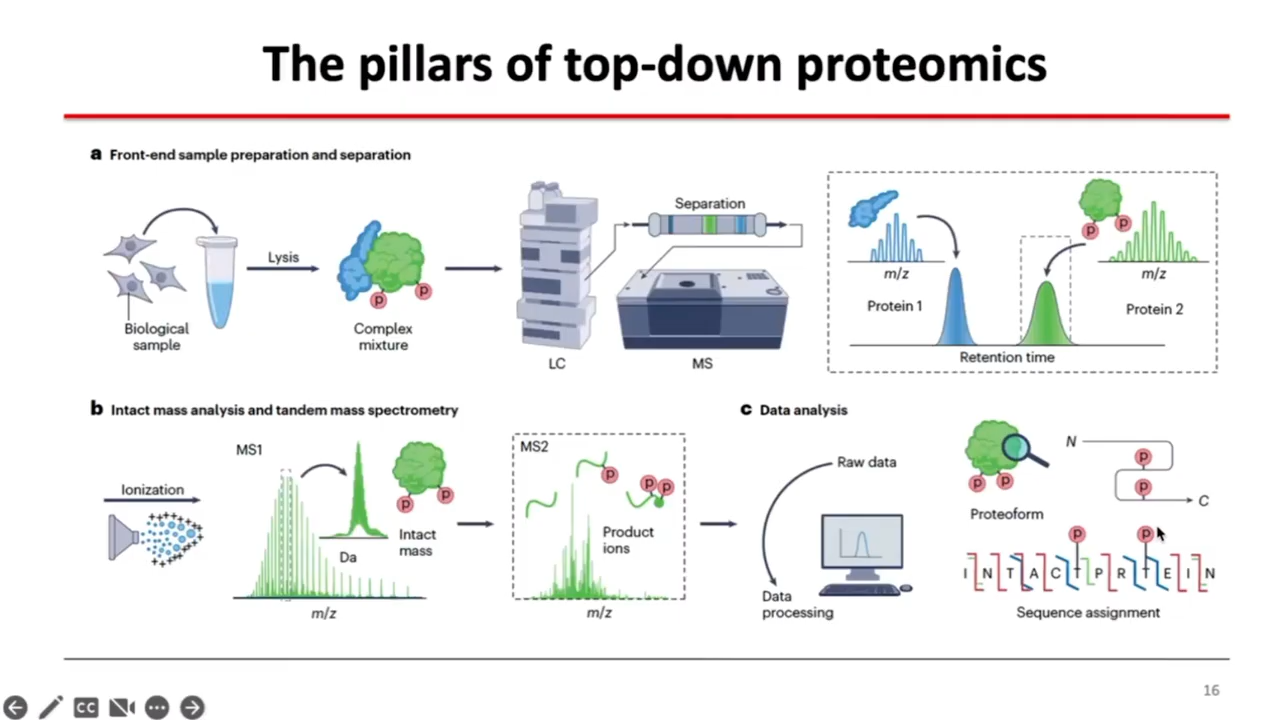 The pillars of top-down proteomics
a Front-end sample preparation and separation
Biological
sample
Lysis
P
P
Complex
mixture
LC
Separation
MS
m/z
Protein 1
Retention time
P
P
m/z
Protein 2
b Intact mass analysis and tandem mass spectrometry
Ionization
MS1
m/z
Da
P
P
Intact
mass
MS2
P
P
P
Product
ions
m/z
c Data analysis
Raw data
Data
processing
P
P
Proteoform
N
P
P
C
P
P
I N T A C T P R T E I N
Sequence assignment
16
CC